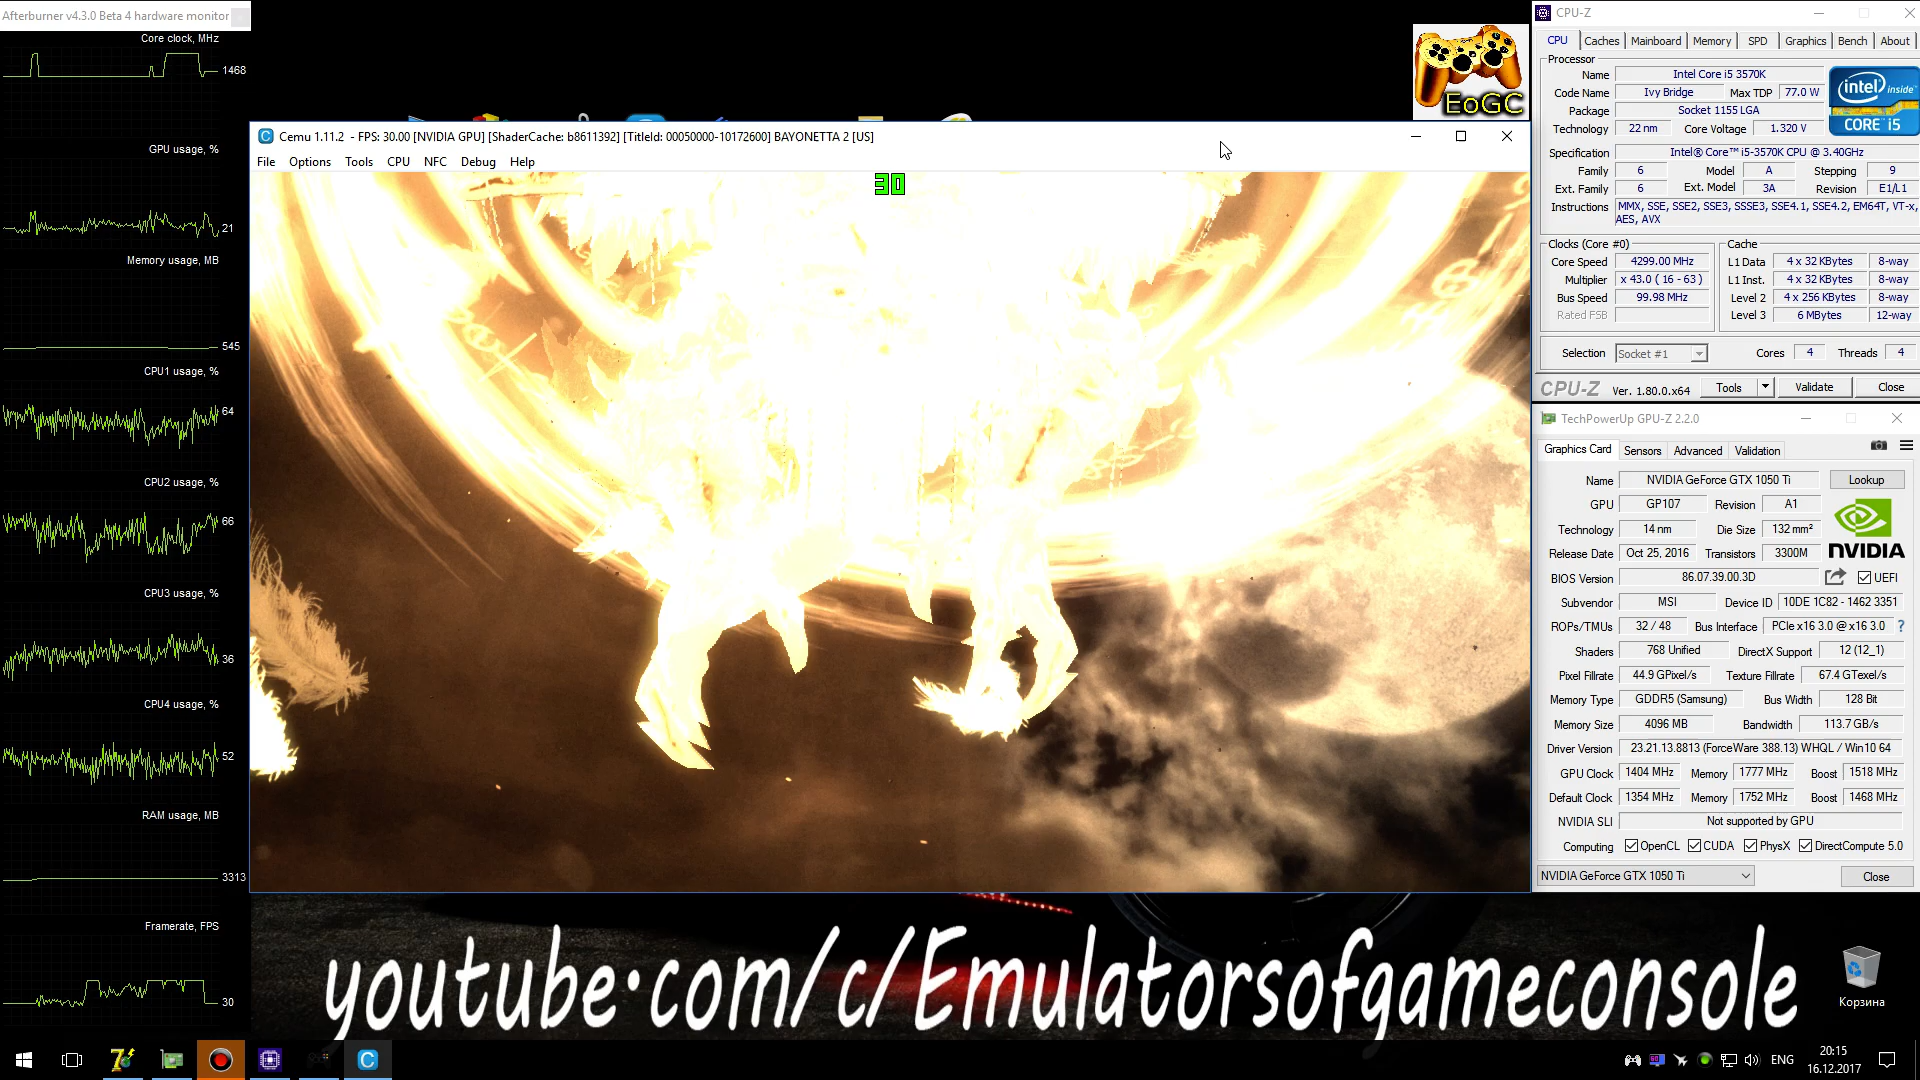 Afterburner v4.3.0 Beta 4 hardware monitor
Core clock, MHz
1468
GPU usage, %
21
Memory usage, MB
545
CPU1 usage, %
64
CPU2 usage, %
66
CPU3 usage, %
36
CPU4 usage, %
52
RAM usage, MB
3313
Framerate, FPS
30
EoGC
Cemu 1.11.2 - FPS: 30.00 [NVIDIA GPU] [ShaderCache: b8611392] [TitleId: 00050000-10172600] BAYONETTA 2 [US]
File Options Tools CPU NFC Debug Help
30
CPU-Z
CPU Caches Mainboard Memory SPD Graphics Bench About
Processor
Name Intel Core i5 3570K
Code Name Ivy Bridge Max TDP 77.0 W
Package Socket 1155 LGA
Technology 22 nm Core Voltage 1.320 V
intel inside™
CORE i5
Specification Intel® Core™ i5-3570K CPU @ 3.40GHz
Family 6 Model A Stepping 9
Ext. Family 6 Ext. Model 3A Revision E1/L1
Instructions MMX, SSE, SSE2, SSE3, SSSE3, SSE4.1, SSE4.2, EM64T, VT-x,
AES, AVX
Clocks (Core #0)
Core Speed 4299.00 MHz
Multiplier x 43.0 ( 16 - 63 )
Bus Speed 99.98 MHz
Rated FSB
Cache
L1 Data 4 x 32 KBytes 8-way
L1 Inst. 4 x 32 KBytes 8-way
Level 2 4 x 256 KBytes 8-way
Level 3 6 MBytes 12-way
Selection Socket #1 Cores 4 Threads 4
CPU-Z Ver. 1.80.0.x64 Tools Validate Close
TechPowerUp GPU-Z 2.2.0
Graphics Card Sensors Advanced Validation
Name NVIDIA GeForce GTX 1050 Ti Lookup
GPU GP107 Revision A1
Technology 14 nm Die Size 132 mm²
Release Date Oct 25, 2016 Transistors 3300M
NVIDIA
BIOS Version 86.07.39.00.3D UEFI
Subvendor MSI Device ID 10DE 1C82 - 1462 3351
ROPs/TMUs 32 / 48 Bus Interface PCIe x16 3.0 @ x16 3.0 ?
Shaders 768 Unified DirectX Support 12 (12_1)
Pixel Fillrate 44.9 GPixel/s Texture Fillrate 67.4 GTexel/s
Memory Type GDDR5 (Samsung) Bus Width 128 Bit
Memory Size 4096 MB Bandwidth 113.7 GB/s
Driver Version 23.21.13.8813 (ForceWare 388.13) WHQL / Win10 64
GPU Clock 1404 MHz Memory 1777 MHz Boost 1518 MHz
Default Clock 1354 MHz Memory 1752 MHz Boost 1468 MHz
NVIDIA SLI Not supported by GPU
Computing OpenCL CUDA PhysX DirectCompute 5.0
NVIDIA GeForce GTX 1050 Ti Close
youtube.com/c/Emulatorsofgameconsole
Корзина
ENG
20:15
16.12.2017